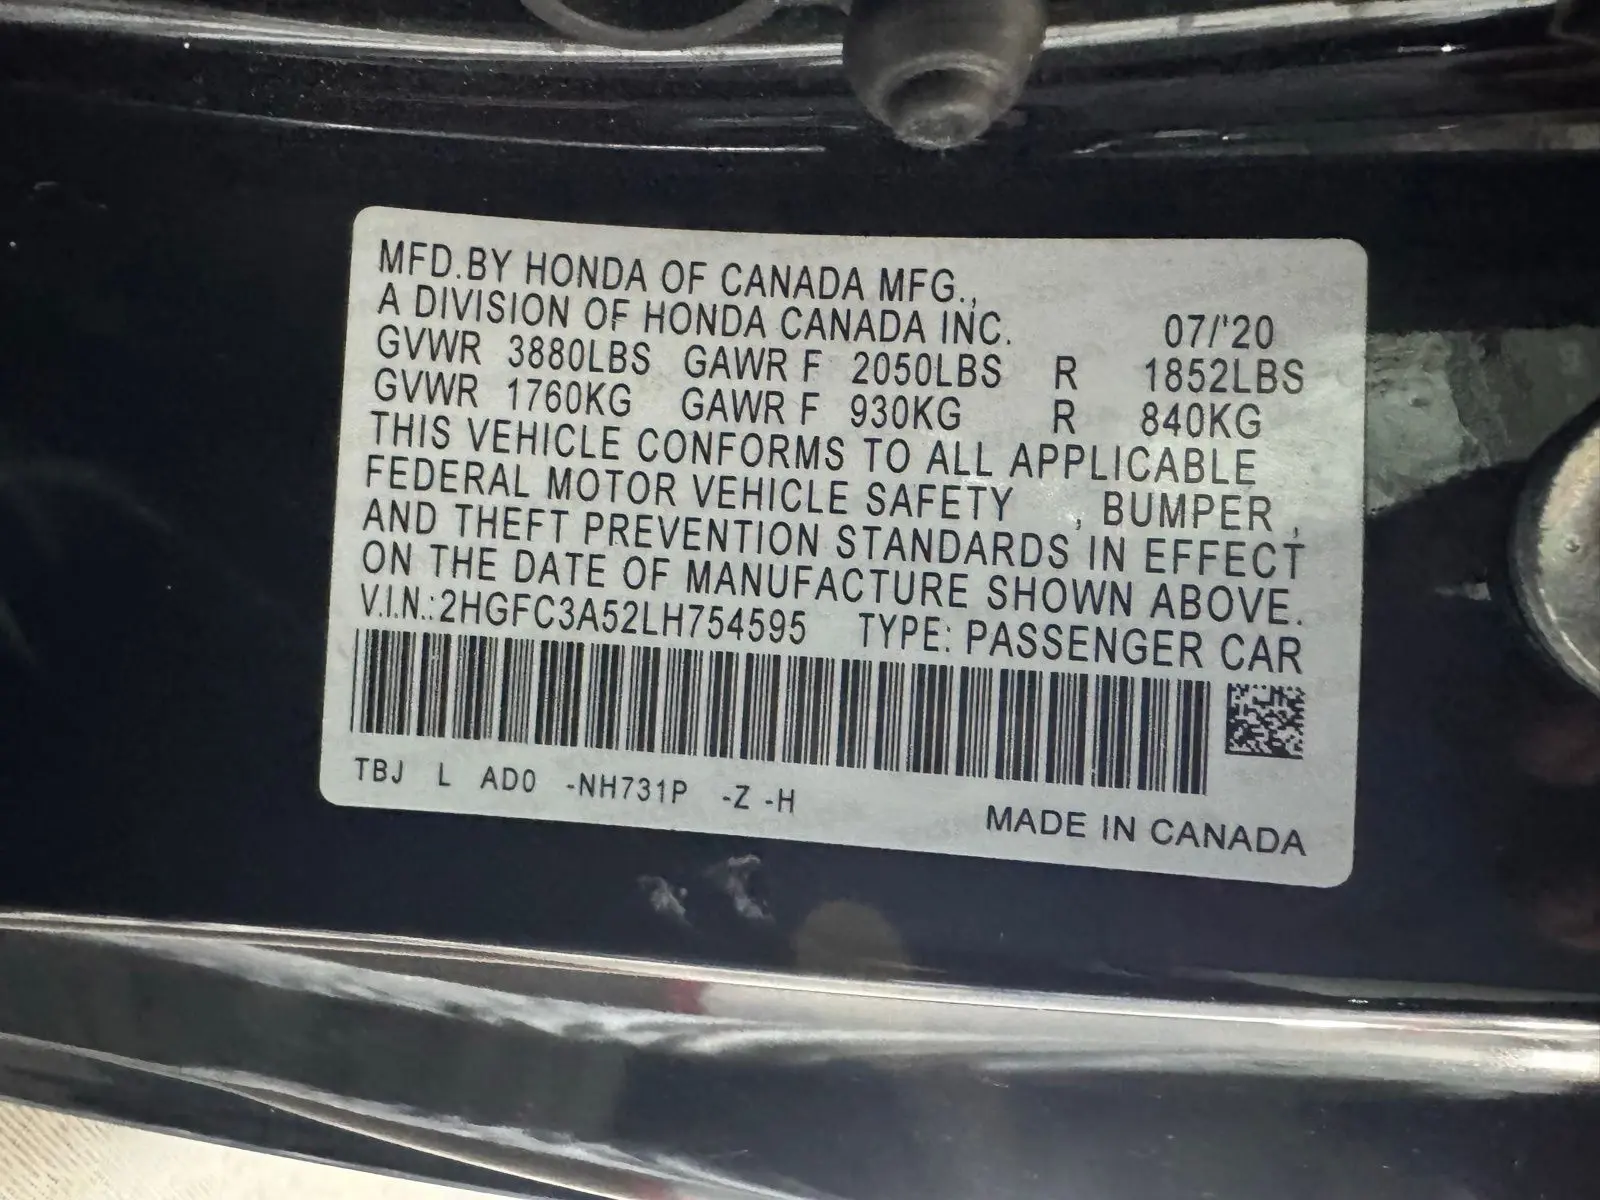 MFD.BY HONDA OF CANADA MFG.,
A DIVISION OF HONDA CANADA INC. 07/'20
GVWR 3880LBS GAWR F 2050LBS R 1852LBS
GVWR 1760KG GAWR F 930KG R 840KG
THIS VEHICLE CONFORMS TO ALL APPLICABLE
FEDERAL MOTOR VEHICLE SAFETY , BUMPER ,
AND THEFT PREVENTION STANDARDS IN EFFECT
ON THE DATE OF MANUFACTURE SHOWN ABOVE.
V.I.N.:2HGFC3A52LH754595 TYPE: PASSENGER CAR
TBJ L AD0 -NH731P -Z -H
MADE IN CANADA